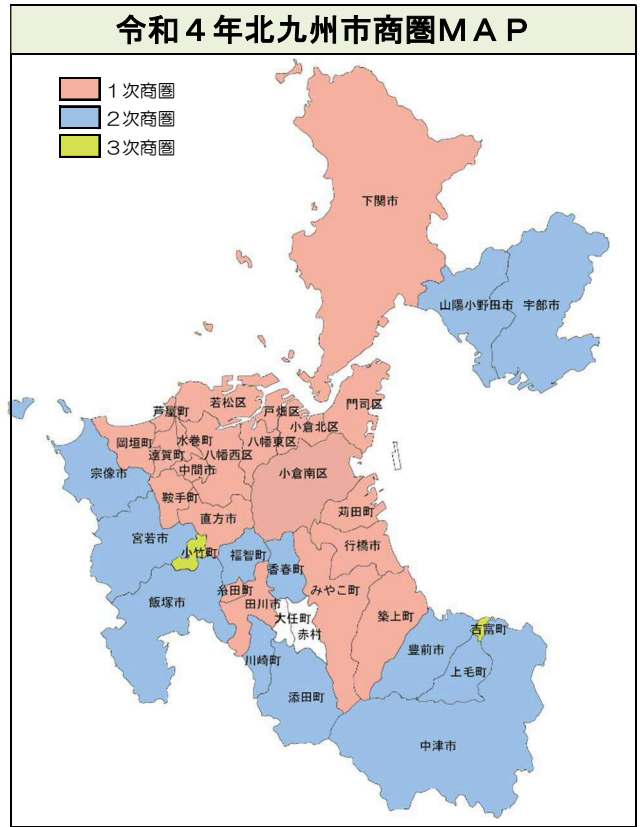 令和４年北九州市商圏ＭＡＰ
１次商圏
２次商圏
３次商圏
下関市
山陽小野田市
宇部市
門司区
若松区
戸畑区
芦屋町
小倉北区
岡垣町
水巻町
八幡東区
遠賀町
八幡西区
中間市
宗像市
小倉南区
鞍手町
苅田町
直方市
宮若市
行橋市
小竹町
福智町
香春町
糸田町
みやこ町
飯塚市
田川市
大任町
赤村
築上町
吉富町
豊前市
川崎町
上毛町
添田町
中津市